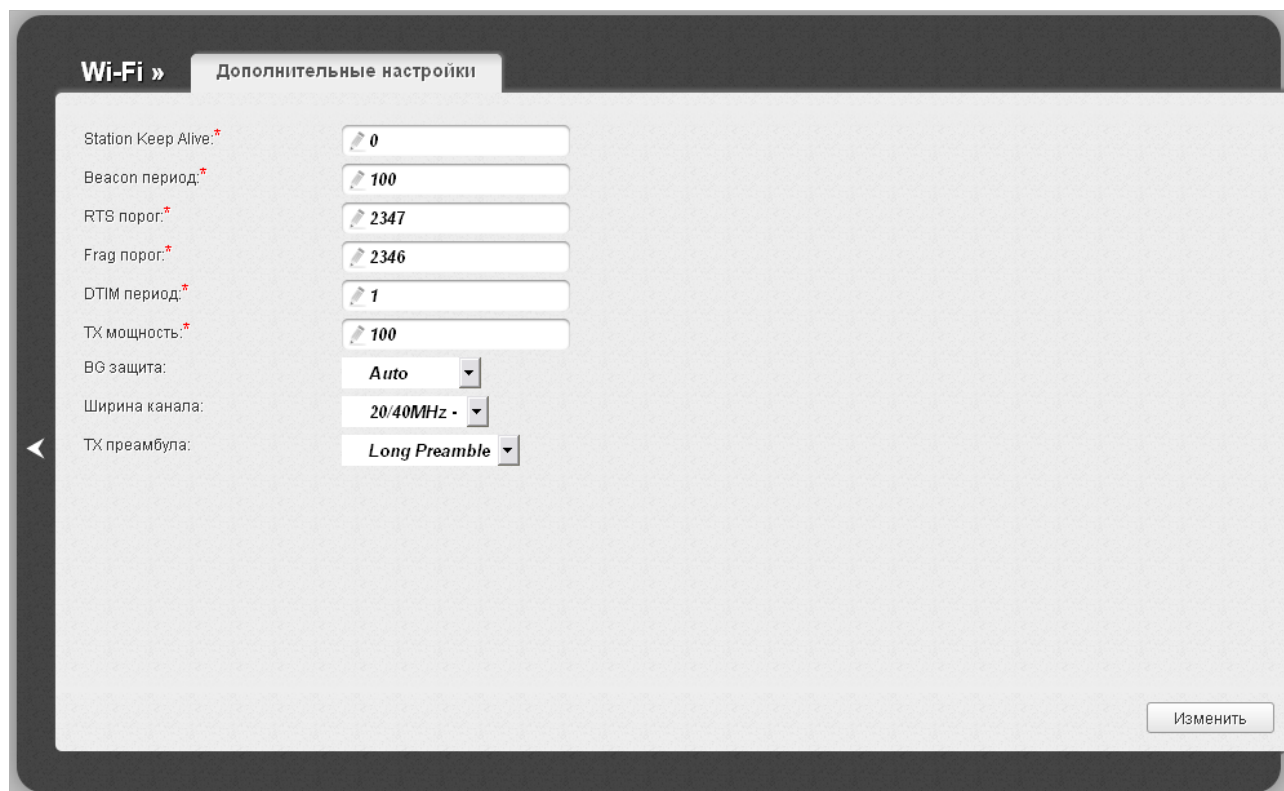 Wi-Fi » Дополнительные настройки
Station Keep Alive:* 0
Beacon период:* 100
RTS порог:* 2347
Frag порог:* 2346
DTIM период:* 1
TX мощность:* 100
BG защита: Auto
Ширина канала: 20/40MHz -
TX преамбула: Long Preamble
Изменить